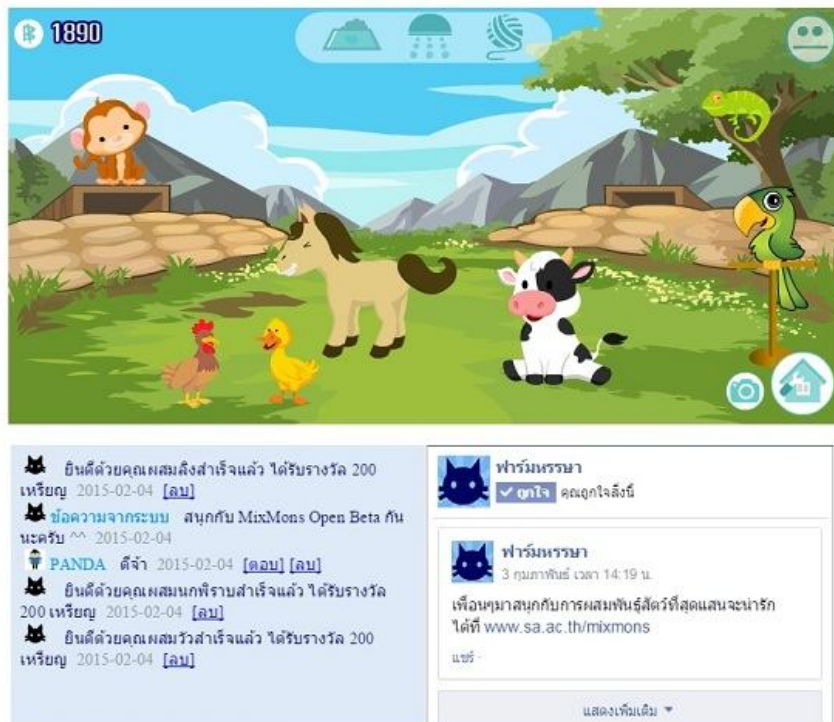 1890
ยินดีด้วยคุณผสมลิงสำเร็จแล้ว ได้รับรางวัล 200
เหรียญ 2015-02-04 [ลบ]
ข้อความจากระบบ สนุกกับ MixMons Open Beta กัน
นะครับ ^^ 2015-02-04
PANDA ดีจ้า 2015-02-04 [ตอบ] [ลบ]
ยินดีด้วยคุณผสมนกพิราบสำเร็จแล้ว ได้รับรางวัล
200 เหรียญ 2015-02-04 [ลบ]
ยินดีด้วยคุณผสมวัวสำเร็จแล้ว ได้รับรางวัล 200
เหรียญ 2015-02-04 [ลบ]
ฟาร์มหรรษา
ถูกใจ คุณถูกใจสิ่งนี้
ฟาร์มหรรษา
3 กุมภาพันธ์ เวลา 14:19 น.
เพื่อนๆมาสนุกกับการผสมพันธุ์สัตว์ที่สุดแสนจะน่ารัก
ได้ที่ www.sa.ac.th/mixmons
แชร์ ·
แสดงเพิ่มเติม